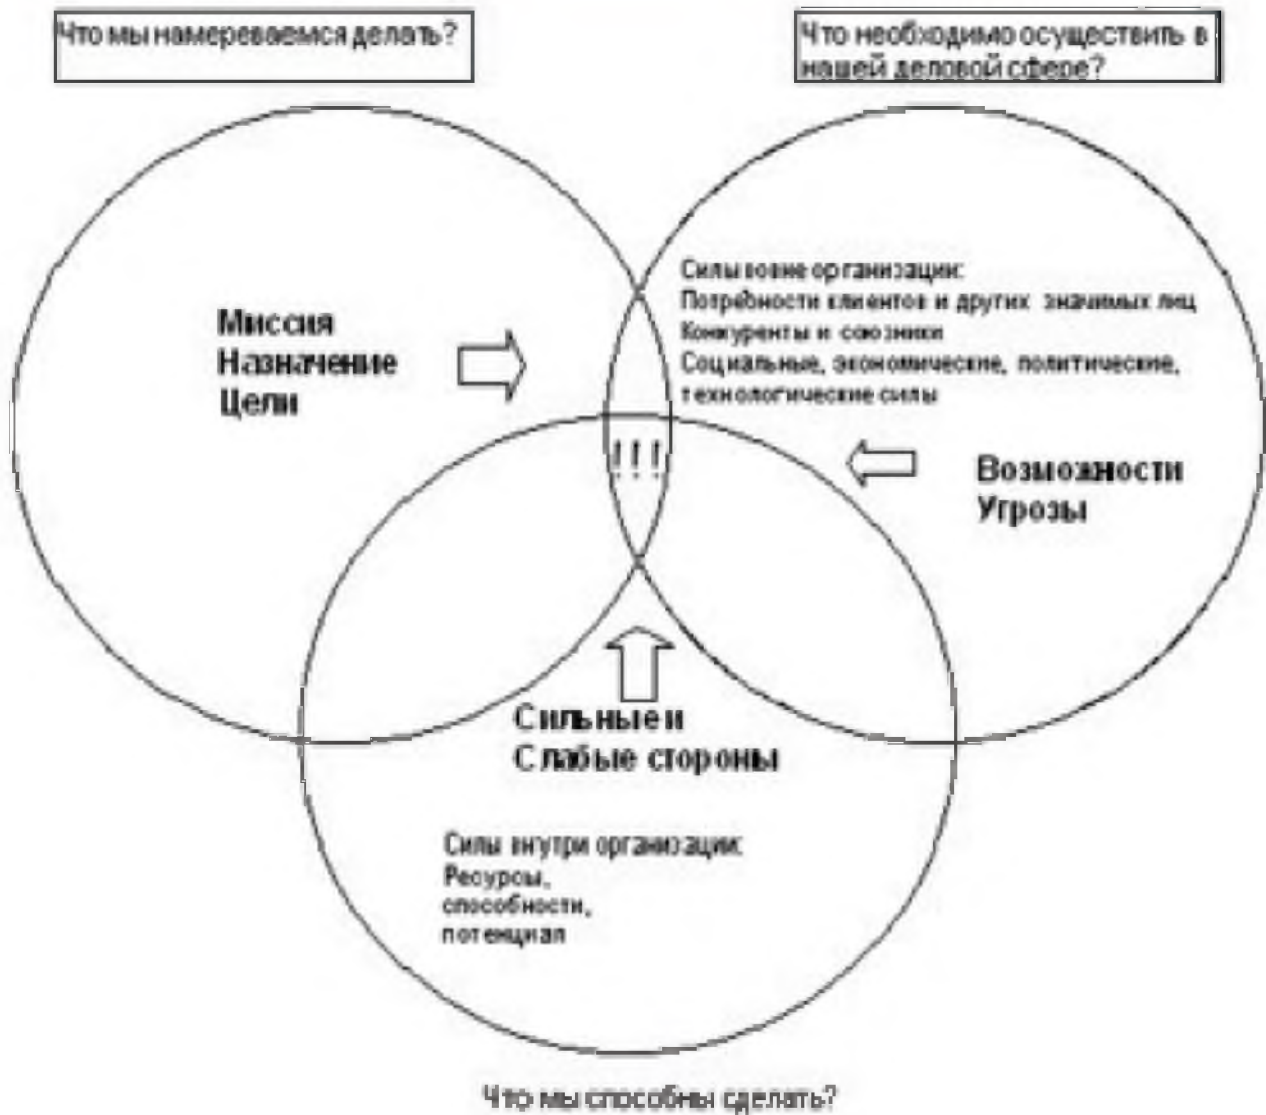 Что мы намереваемся делать?
Что необходимо осуществить в
нашей деловой сфере?
Силы вовне организации:
Потребности клиентов и других значимых лиц
Конкуренты и союзники
Социальные, экономические, политические,
технологические силы
Миссия
Назначение
Цели
! ! !
Возможности
Угрозы
Сильные и
Слабые стороны
Силы внутри организации:
Ресурсы,
способности,
потенциал
Что мы способны сделать?